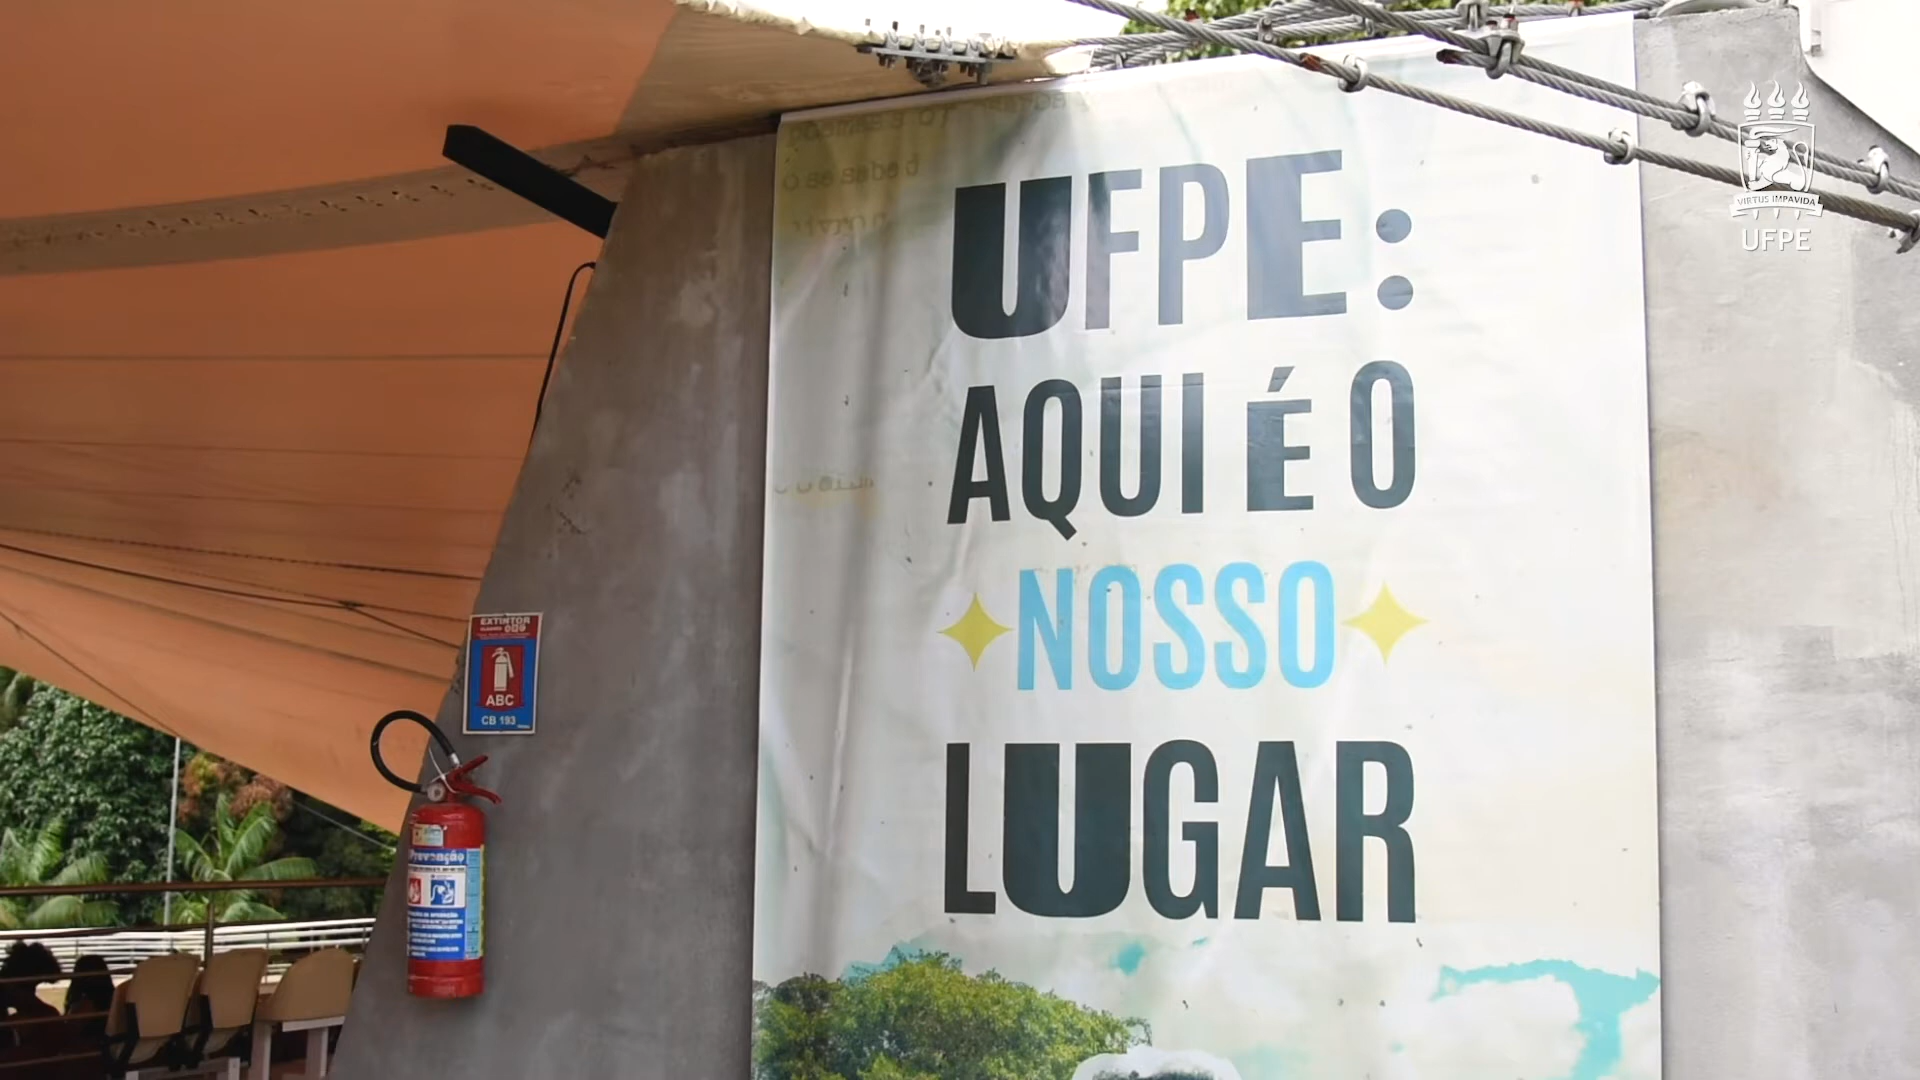 UFPE:
AQUI É O
NOSSO
LUGAR
VIRTUS IMPAVIDA
UFPE
EXTINTOR
ABC
CB 193
Prevenção